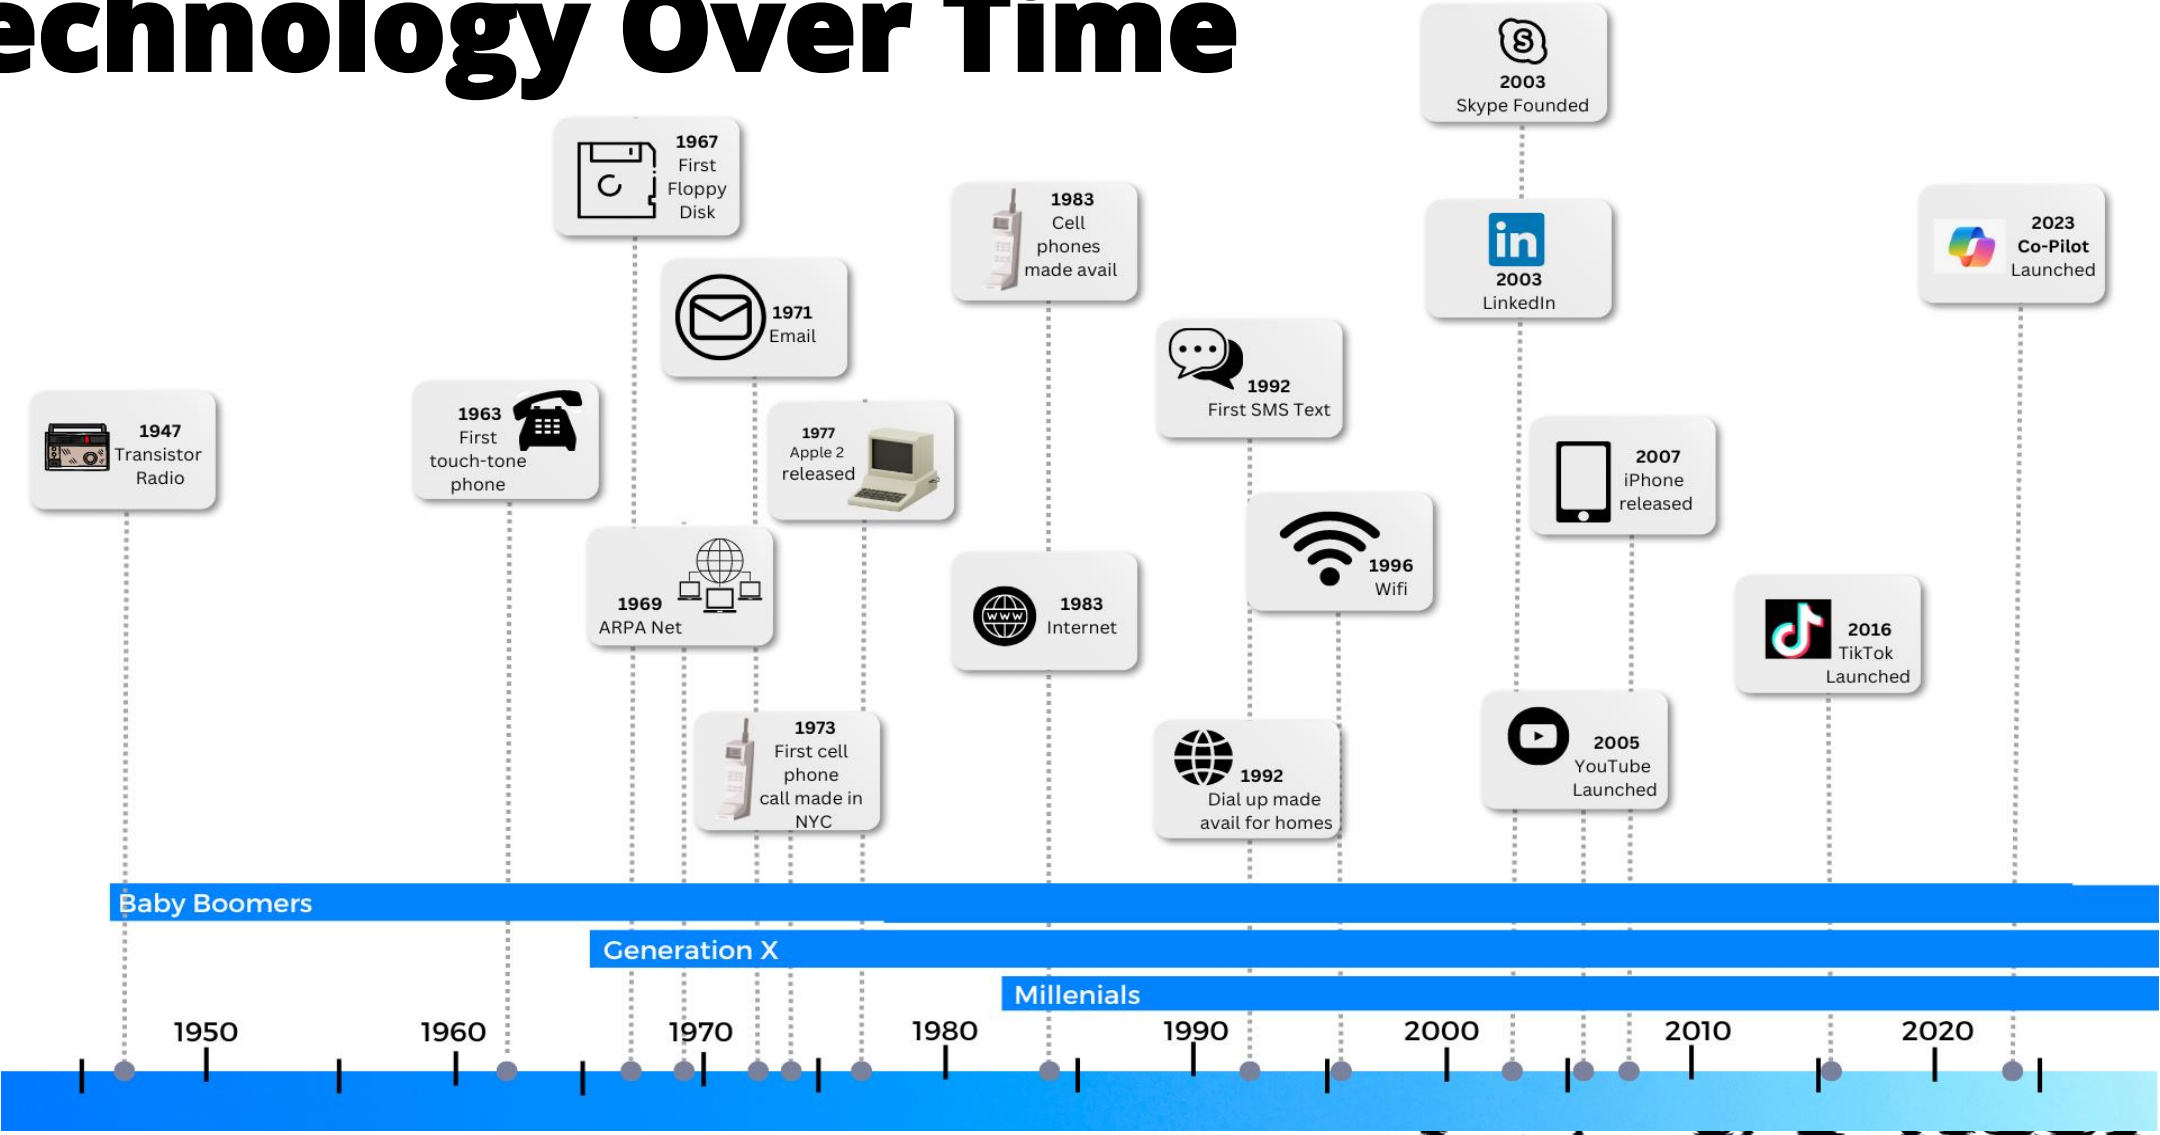 echnology Over Time
2003
Skype Founded
1967
First
Floppy
Disk
1983
Cell
phones
made avail
in
2003
LinkedIn
2023
Co-Pilot
Launched
1971
Email
1992
First SMS Text
1947
Transistor
Radio
1963
First
touch-tone
phone
1977
Apple 2
released
2007
iPhone
released
1996
Wifi
1969
ARPA Net
WWW
1983
Internet
2016
TikTok
Launched
1973
First cell
phone
call made in
NYC
1992
Dial up made
avail for homes
2005
YouTube
Launched
Baby Boomers
Generation X
Millenials
1950
1960
1970
1980
1990
2000
2010
2020